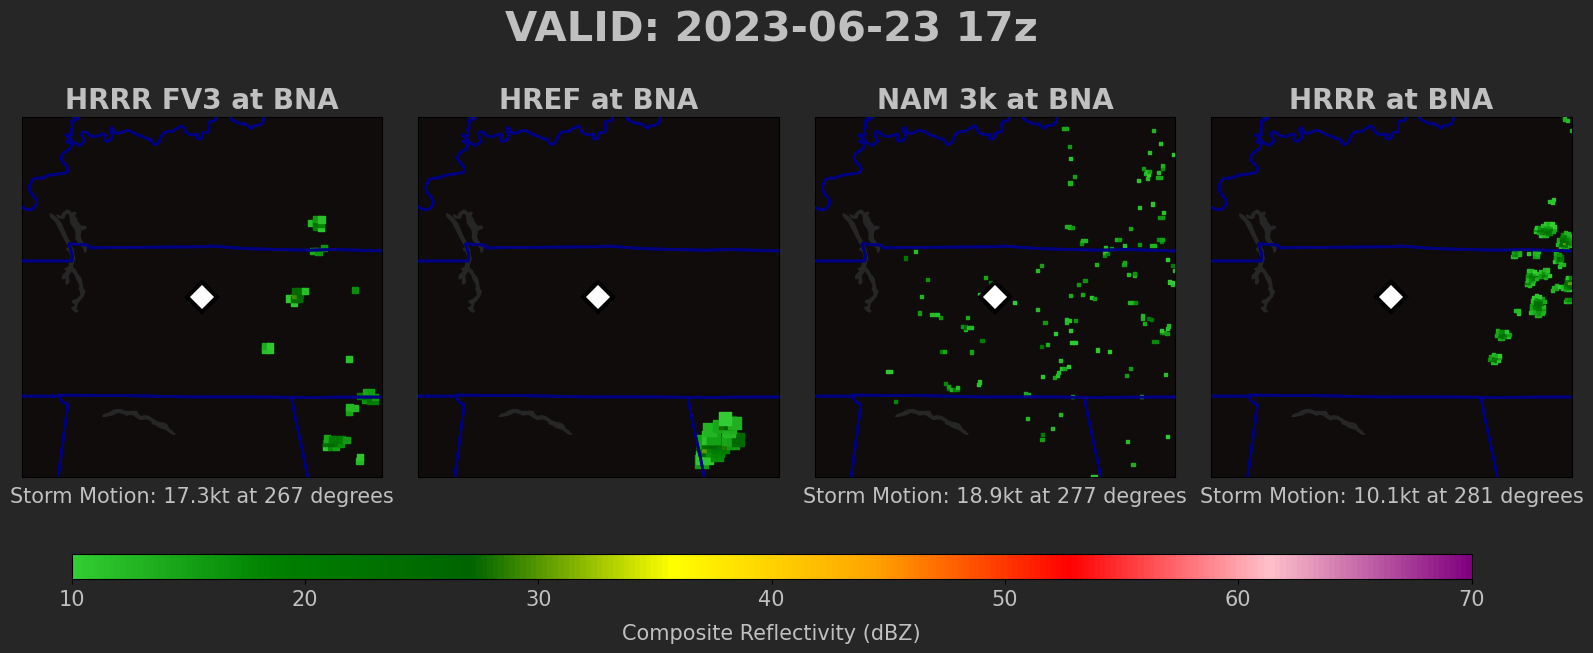 VALID: 2023-06-23 17z
HRRR FV3 at BNA
HREF at BNA
NAM 3k at BNA
HRRR at BNA
Storm Motion: 17.3kt at 267 degrees
Storm Motion: 18.9kt at 277 degrees
Storm Motion: 10.1kt at 281 degrees
10 20 30 40 50 60 70
Composite Reflectivity (dBZ)